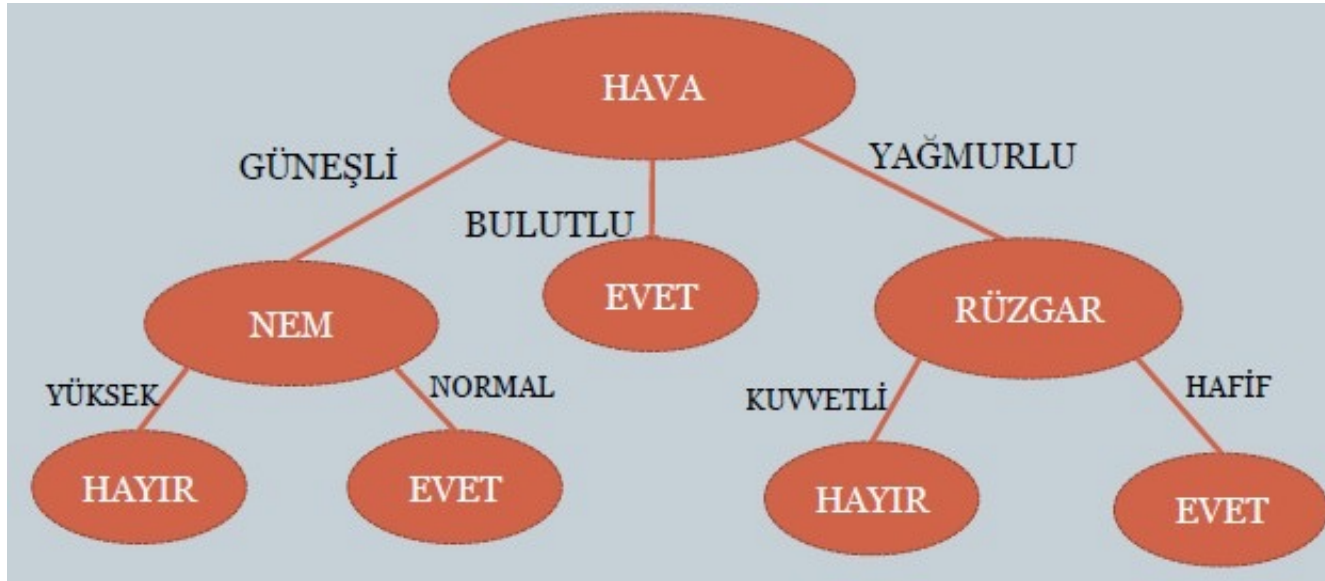 HAVA
GÜNEŞLİ
YAĞMURLU
BULUTLU
EVET
NEM
RÜZGAR
YÜKSEK
NORMAL
KUVVETLİ
HAFİF
HAYIR
EVET
HAYIR
EVET